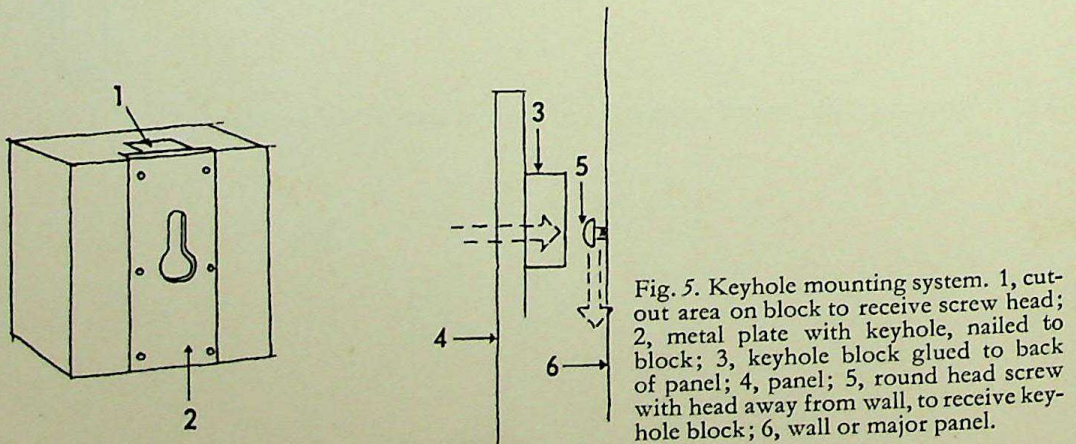 1
2
3
5
4
6
Fig. 5. Keyhole mounting system. 1, cut-
out area on block to receive screw head;
2, metal plate with keyhole, nailed to
block; 3, keyhole block glued to back
of panel; 4, panel; 5, round head screw
with head away from wall, to receive key-
hole block; 6, wall or major panel.